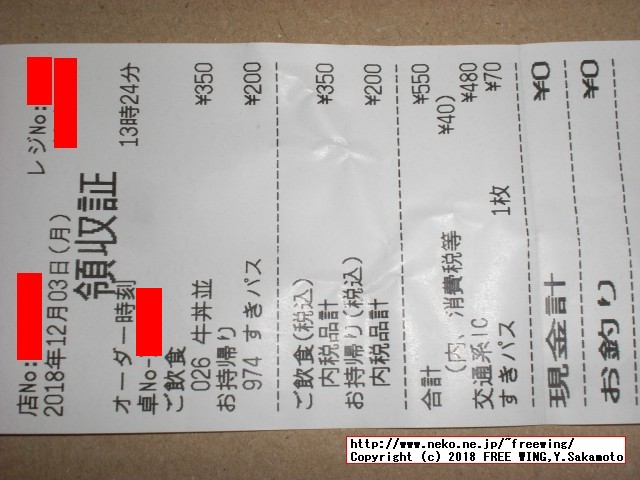 店No:
レジNo:
2018年12月03日(月)
領収証
オーダー時刻 13時24分
卓No-
ご飲食
026 牛丼並 ¥350
お持帰り
974 すきパス ¥200
ご飲食(税込) ¥350
内税品計
お持帰り(税込) ¥200
内税品計
合計 ¥550
(内、消費税等 ¥40)
交通系IC ¥480
すきパス 1枚 ¥70
現金計 ¥0
お釣り ¥0
http://www.neko.ne.jp/~freewing/
Copyright (c) 2018 FREE WING,Y.Sakamoto